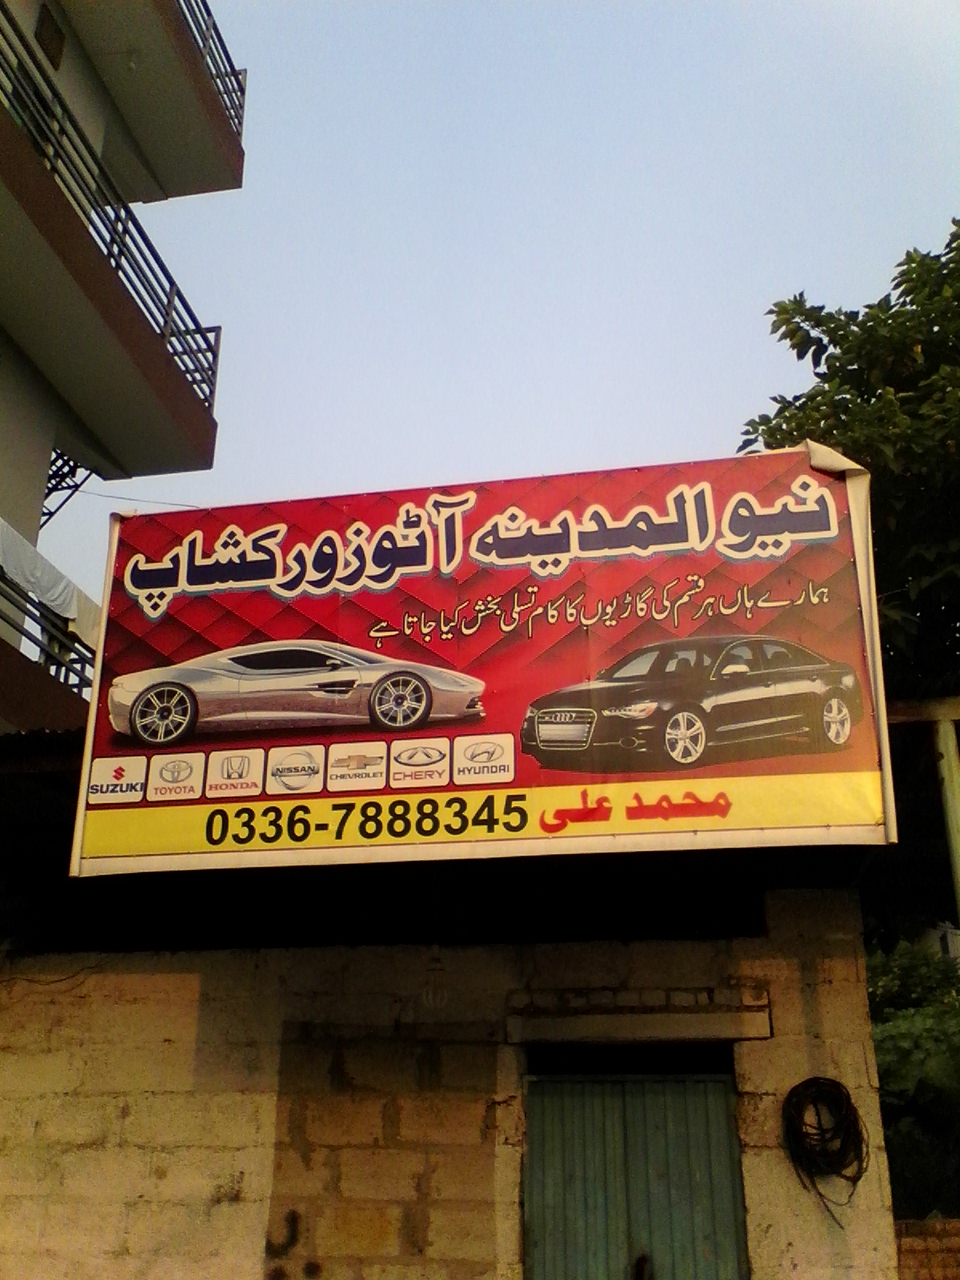 نیو المدینہ آٹوز ورکشاپ
ہمارے ہاں ہر قسم کی گاڑیوں کا کام تسلی بخش کیا جاتا ہے
SUZUKI TOYOTA HONDA NISSAN CHEVROLET CHERY HYUNDAI
0336-7888345 محمد علی